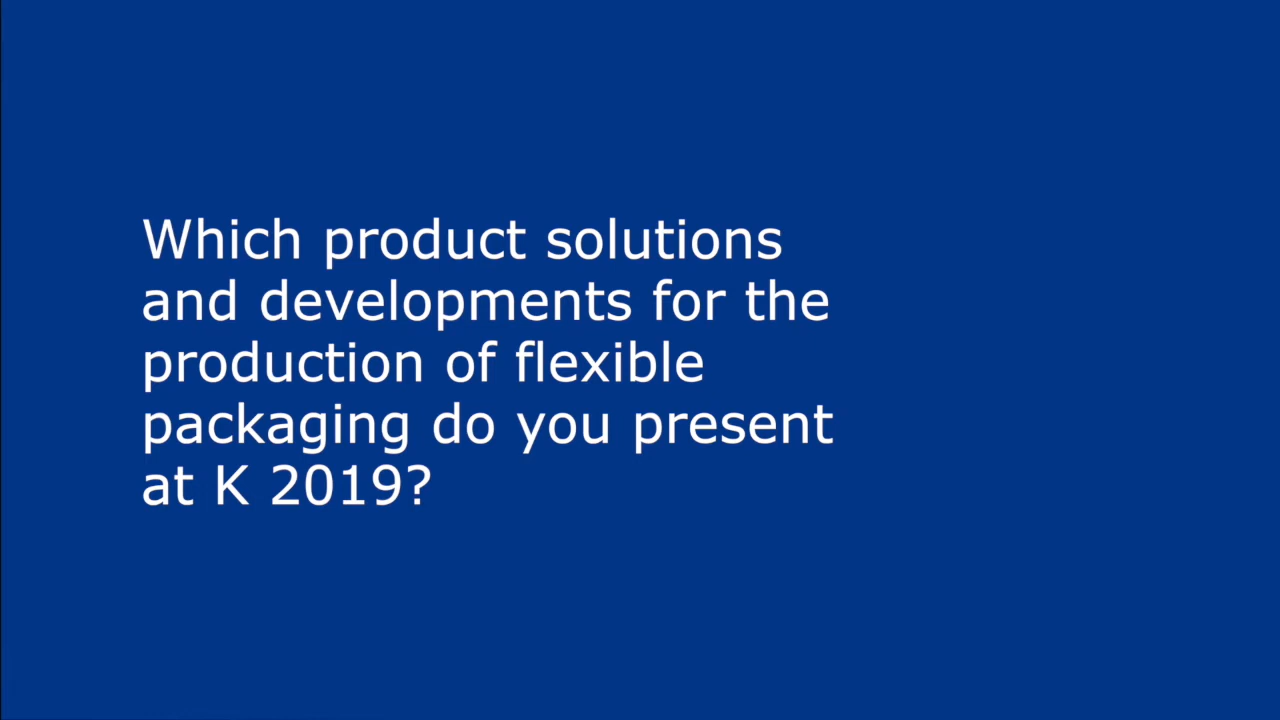 Which product solutions
and developments for the
production of flexible
packaging do you present
at K 2019?